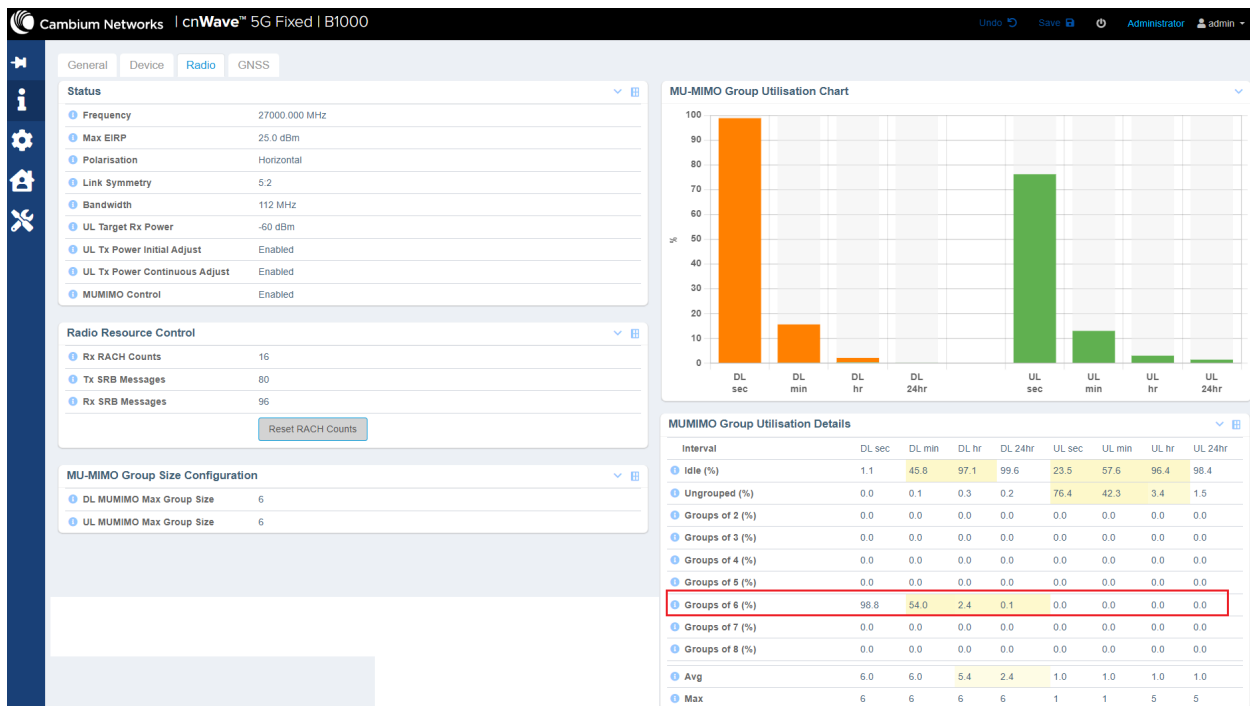 Cambium Networks | cnWave™ 5G Fixed | B1000
Undo Save Administrator admin
General Device Radio GNSS
Status
Frequency 27000.000 MHz
Max EIRP 25.0 dBm
Polarisation Horizontal
Link Symmetry 5:2
Bandwidth 112 MHz
UL Target Rx Power -60 dBm
UL Tx Power Initial Adjust Enabled
UL Tx Power Continuous Adjust Enabled
MUMIMO Control Enabled
Radio Resource Control
Rx RACH Counts 16
Tx SRB Messages 80
Rx SRB Messages 96
Reset RACH Counts
MU-MIMO Group Size Configuration
DL MUMIMO Max Group Size 6
UL MUMIMO Max Group Size 6
MU-MIMO Group Utilisation Chart
100
90
80
70
60
50
40
30
20
10
0
%
DL sec
DL min
DL hr
DL 24hr
UL sec
UL min
UL hr
UL 24hr
MUMIMO Group Utilisation Details
Interval DL sec DL min DL hr DL 24hr UL sec UL min UL hr UL 24hr
Idle (%) 1.1 45.8 97.1 99.6 23.5 57.6 96.4 98.4
Ungrouped (%) 0.0 0.1 0.3 0.2 76.4 42.3 3.4 1.5
Groups of 2 (%) 0.0 0.0 0.0 0.0 0.0 0.0 0.0 0.0
Groups of 3 (%) 0.0 0.0 0.0 0.0 0.0 0.0 0.0 0.0
Groups of 4 (%) 0.0 0.0 0.0 0.0 0.0 0.0 0.0 0.0
Groups of 5 (%) 0.0 0.0 0.0 0.0 0.0 0.0 0.0 0.0
Groups of 6 (%) 98.8 54.0 2.4 0.1 0.0 0.0 0.0 0.0
Groups of 7 (%) 0.0 0.0 0.0 0.0 0.0 0.0 0.0 0.0
Groups of 8 (%) 0.0 0.0 0.0 0.0 0.0 0.0 0.0 0.0
Avg 6.0 6.0 5.4 2.4 1.0 1.0 1.0 1.0
Max 6 6 6 6 1 1 5 5